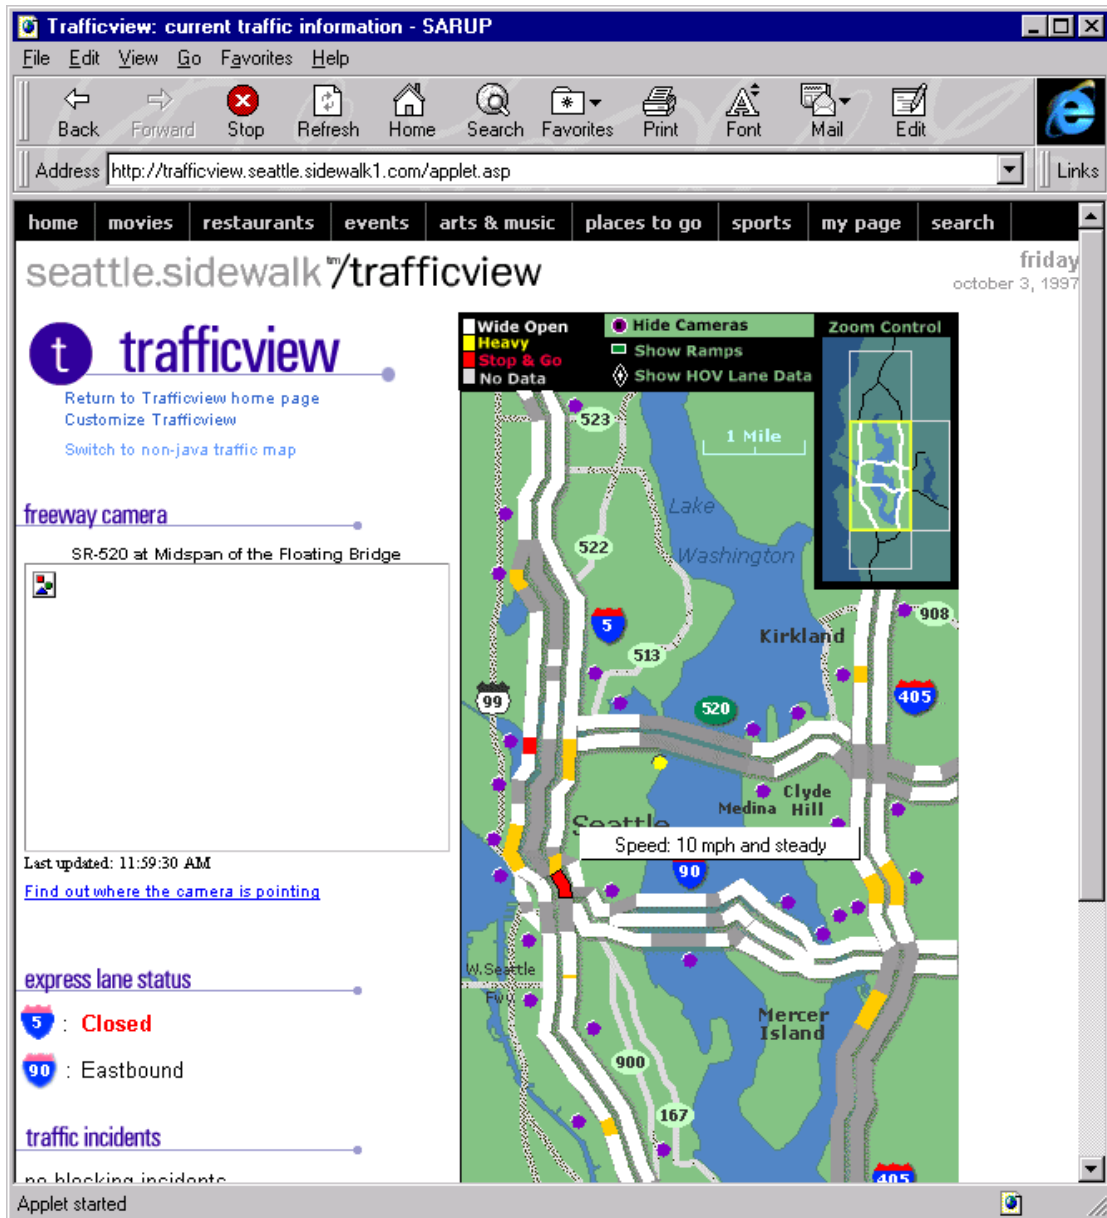 Trafficview: current traffic information - SARUP
File Edit View Go Favorites Help
Back Forward Stop Refresh Home Search Favorites Print Font Mail Edit
Address http://trafficview.seattle.sidewalk1.com/applet.asp Links
home movies restaurants events arts & music places to go sports my page search
seattle.sidewalk™/trafficview
friday
october 3, 1997
t trafficview
Return to Trafficview home page
Customize Trafficview
Switch to non-java traffic map
freeway camera
SR-520 at Midspan of the Floating Bridge
Last updated: 11:59:30 AM
Find out where the camera is pointing
express lane status
5 : Closed
90 : Eastbound
traffic incidents
no blocking incidents
Wide Open
Heavy
Stop & Go
No Data
Hide Cameras
Show Ramps
Show HOV Lane Data
Zoom Control
523
1 Mile
Lake
Washington
522
5
908
Kirkland
513
405
99
520
Clyde
Hill
Medina
Seattle
Speed: 10 mph and steady
90
W.Seattle
Fwy
Mercer
Island
900
167
405
Applet started